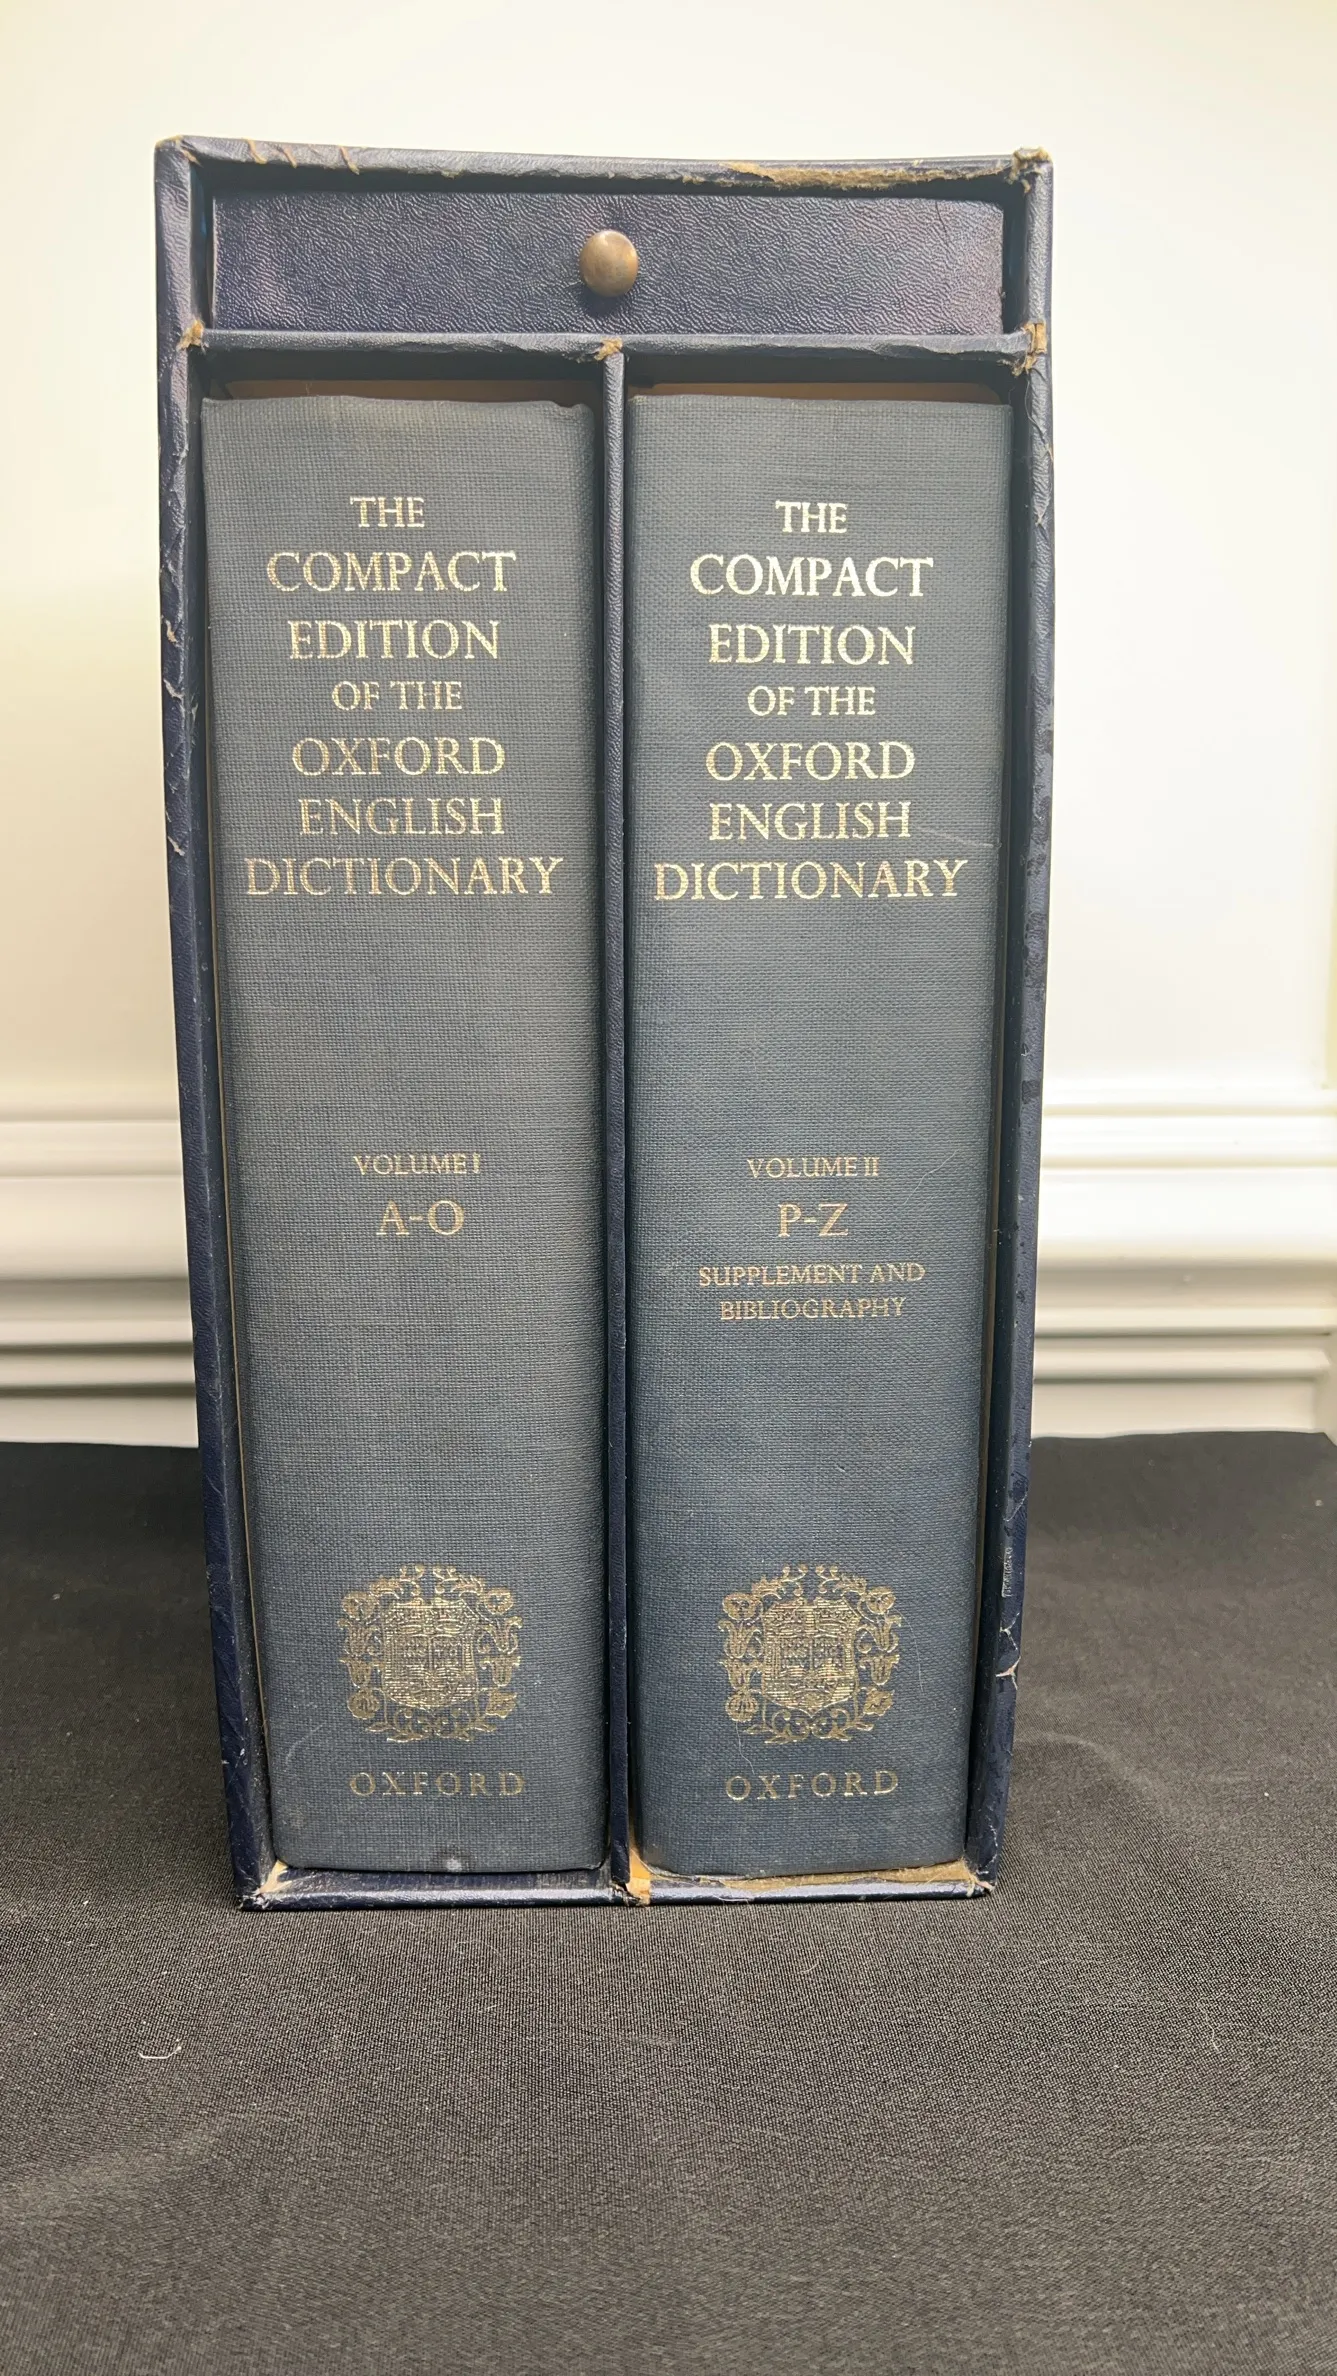 THE
COMPACT
EDITION
OF THE
OXFORD
ENGLISH
DICTIONARY
VOLUME I
A-O
OXFORD
THE
COMPACT
EDITION
OF THE
OXFORD
ENGLISH
DICTIONARY
VOLUME II
P-Z
SUPPLEMENT AND
BIBLIOGRAPHY
OXFORD